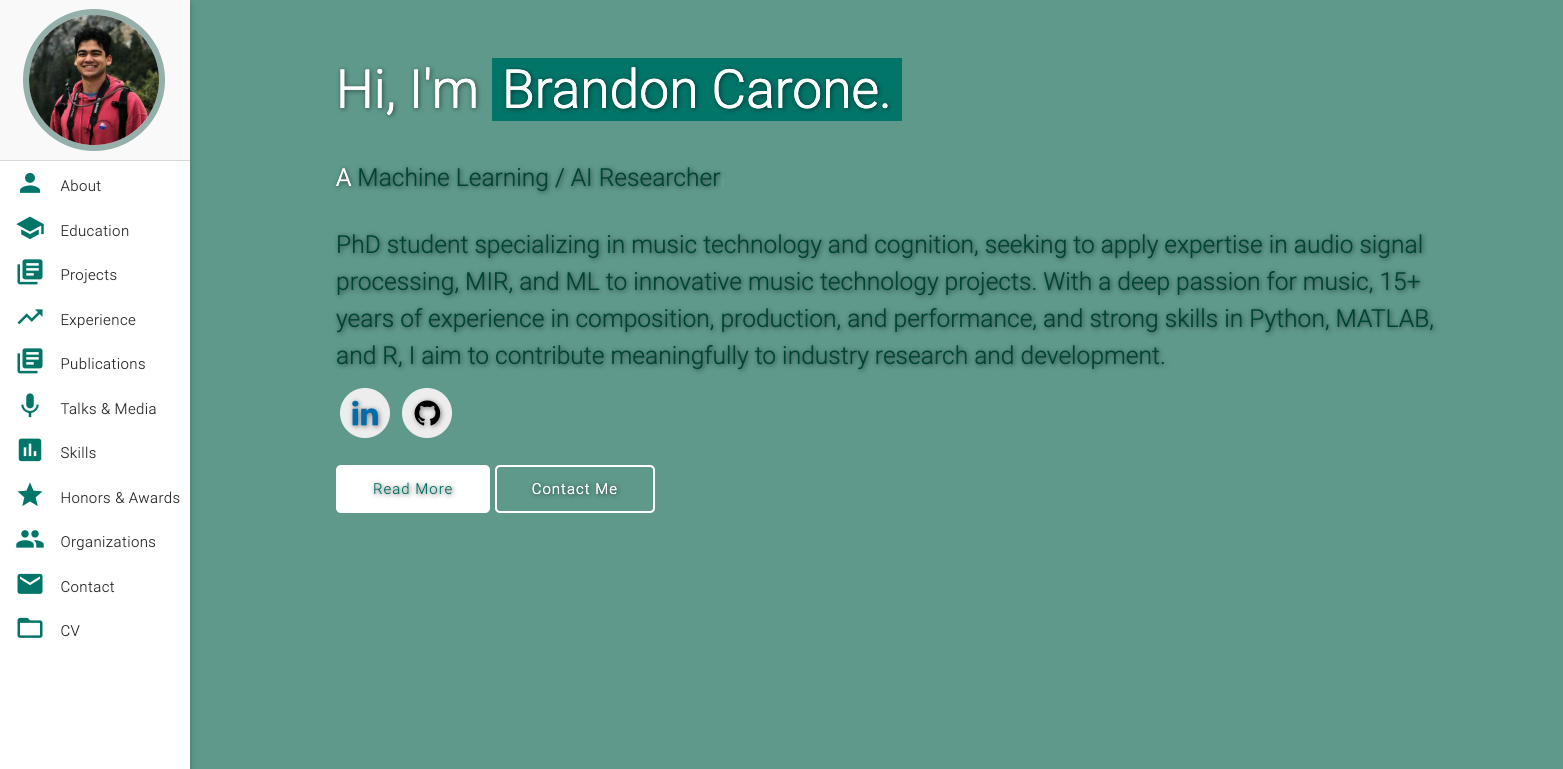 Hi, I'm Brandon Carone.
A Machine Learning / AI Researcher
PhD student specializing in music technology and cognition, seeking to apply expertise in audio signal
processing, MIR, and ML to innovative music technology projects. With a deep passion for music, 15+
years of experience in composition, production, and performance, and strong skills in Python, MATLAB,
and R, I aim to contribute meaningfully to industry research and development.
in
Read More
Contact Me
About
Education
Projects
Experience
Publications
Talks & Media
Skills
Honors & Awards
Organizations
Contact
CV